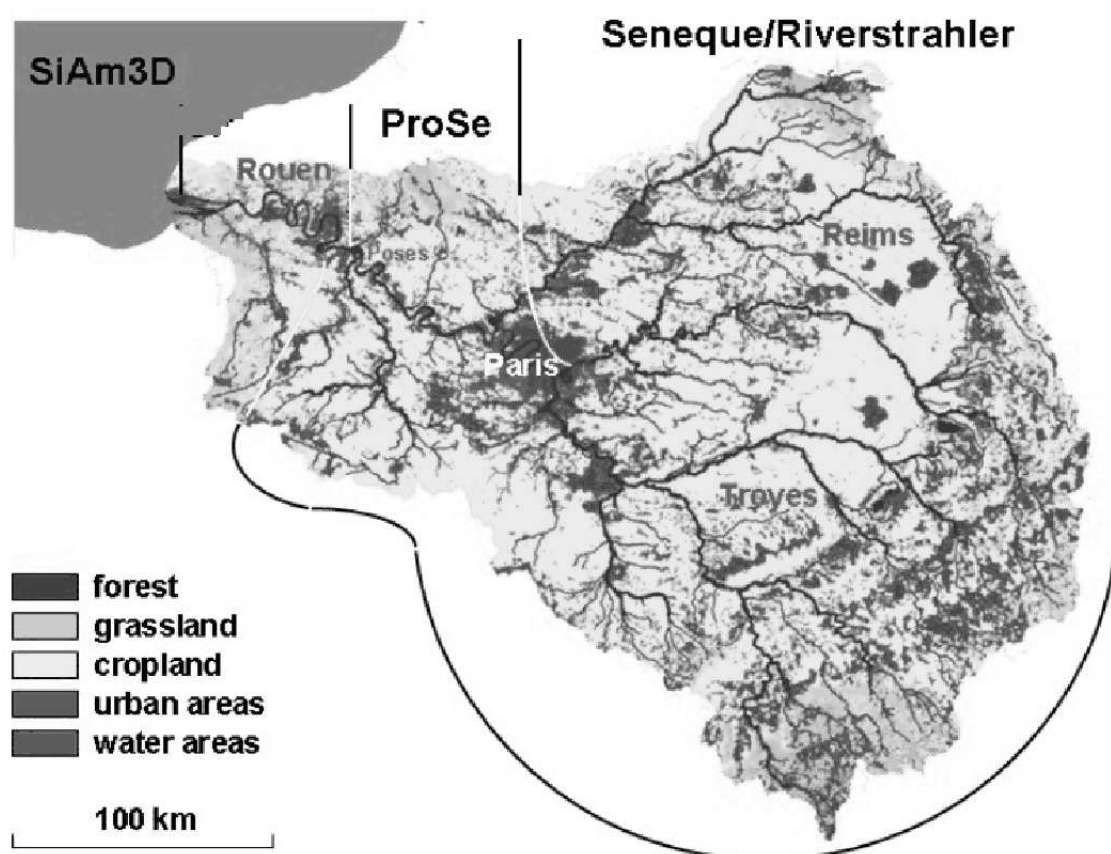 Seneque/Riverstrahler
SiAm3D
ProSe
Rouen
Poses
Reims
Paris
Troyes
forest
grassland
cropland
urban areas
water areas
100 km